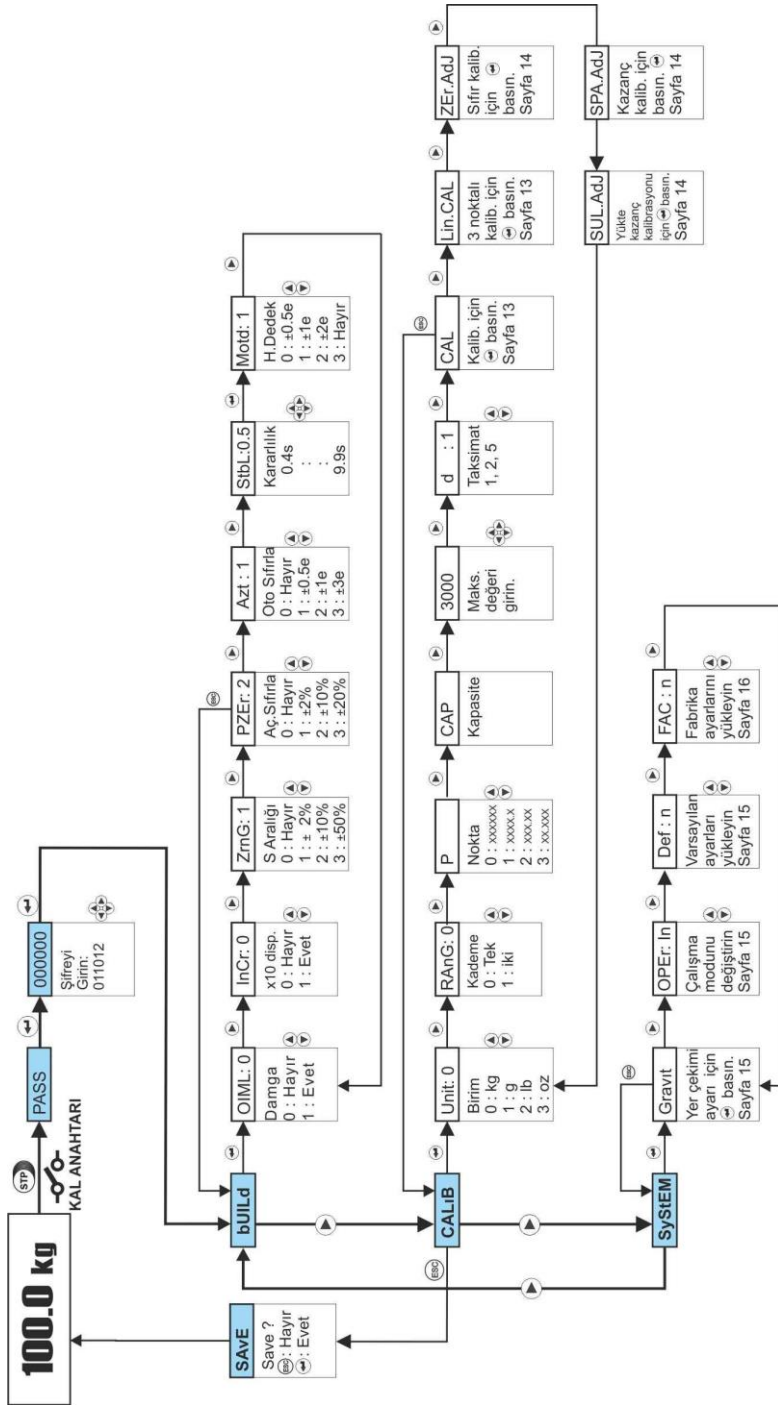 100.0 kg
STP
KAL ANAHTARI
PASS
000000
Şifreyi
Girin:
011012
SAvE
Save ?
ESC : Hayır
: Evet
bUILd
OIML: 0
Damga
0 : Hayır
1 : Evet
InCr: 0
x10 disp.
0 : Hayır
1 : Evet
ZrnG: 1
S Aralığı
0 : Hayır
1 : ± 2%
2 : ±10%
3 : ±50%
PZEr: 2
Aç.Sıfırla
0 : Hayır
1 : ±2%
2 : ±10%
3 : ±20%
ESC
Azt : 1
Oto Sıfırla
0 : Hayır
1 : ±0.5e
2 : ±1e
3 : ±3e
StbL:0.5
Kararlılık
0.4s
:
:
9.9s
Motd: 1
H.Dedek
0 : ±0.5e
1 : ±1e
2 : ±2e
3 : Hayır
CALıB
ESC
Unit: 0
Birim
0 : kg
1 : g
2 : lb
3 : oz
RAnG: 0
Kademe
0 : Tek
1 : iki
P
Nokta
0 : xxxxxx
1 : xxxx.x
2 : xxx.xx
3 : xx.xxx
CAP
Kapasite
3000
Maks.
değeri
girin.
d : 1
Taksimat
1, 2, 5
ESC
CAL
Kalib. için
basın.
Sayfa 13
Lin.CAL
3 noktalı
kalib. için
basın.
Sayfa 13
ZEr.AdJ
Sıfır kalib.
için
basın.
Sayfa 14
SPA.AdJ
Kazanç
kalib. için
basın.
Sayfa 14
SUL.AdJ
Yükte
kazanç
kalibrasyonu
için basın.
Sayfa 14
SyStEM
ESC
Gravıt
Yer çekimi
ayarı için
basın.
Sayfa 15
OPEr: In
Çalışma
modunu
değiştirin
Sayfa 15
Def : n
Varsayılan
ayarları
yükleyin
Sayfa 15
FAC : n
Fabrika
ayarlarını
yükleyin
Sayfa 16